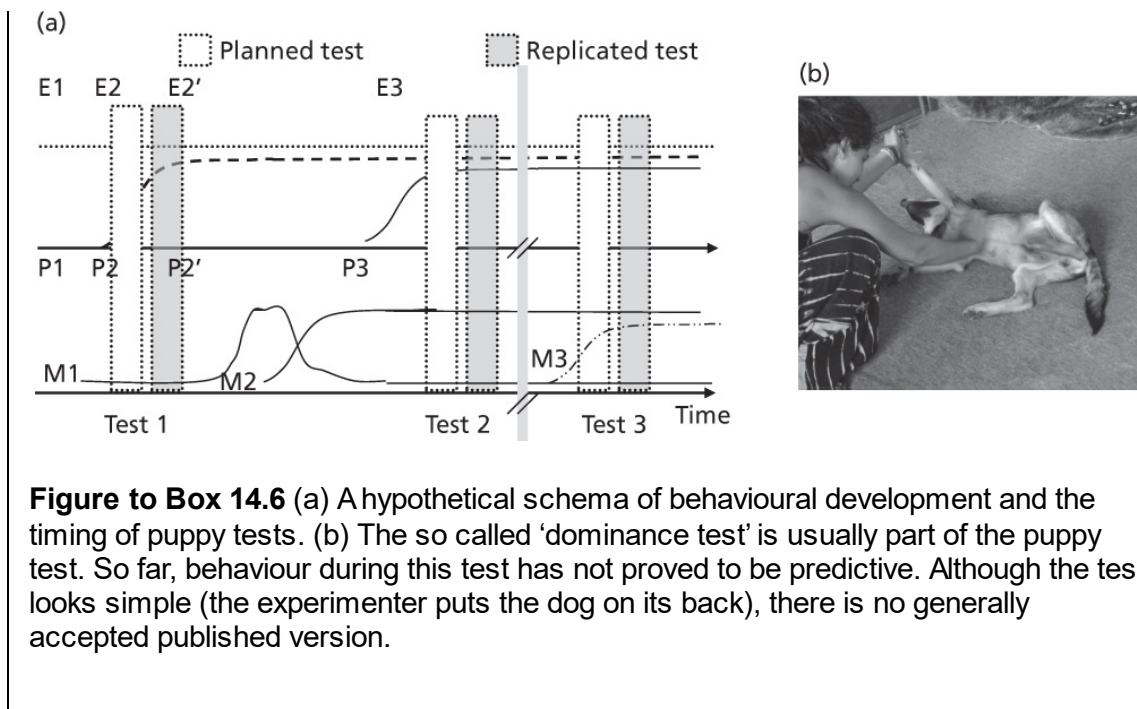 (a)
Planned test
Replicated test
E1 E2 E2' E3
P1 P2 P2' P3
M1 M2 M3
Test 1 Test 2 Test 3 Time
(b)
Figure to Box 14.6 (a) A hypothetical schema of behavioural development and the
timing of puppy tests. (b) The so called ‘dominance test’ is usually part of the puppy
test. So far, behaviour during this test has not proved to be predictive. Although the tes
looks simple (the experimenter puts the dog on its back), there is no generally
accepted published version.